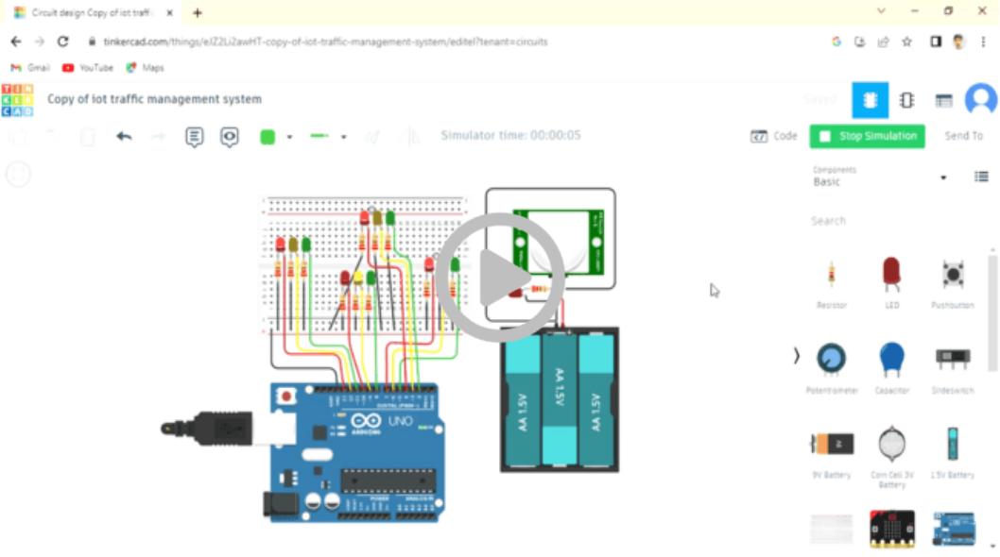 Circuit design Copy of iot traff
tinkercad.com/things/eJZ2Li2awHT-copy-of-iot-traffic-management-system/editel?tenant=circuits
Gmail YouTube Maps
TIN
KER
CAD
Copy of iot traffic management system
Saved
Simulator time: 00:00:05
Code
Stop Simulation
Send To
Components
Basic
Search
Resistor LED Pushbutton
Potentiometer Capacitor Slideswitch
9V Battery Coin Cell 3V Battery 1.5V Battery
AA 1.5V AA 1.5V AA 1.5V
DIGITAL (PWM~)
UNO
ARDUINO
POWER ANALOG IN